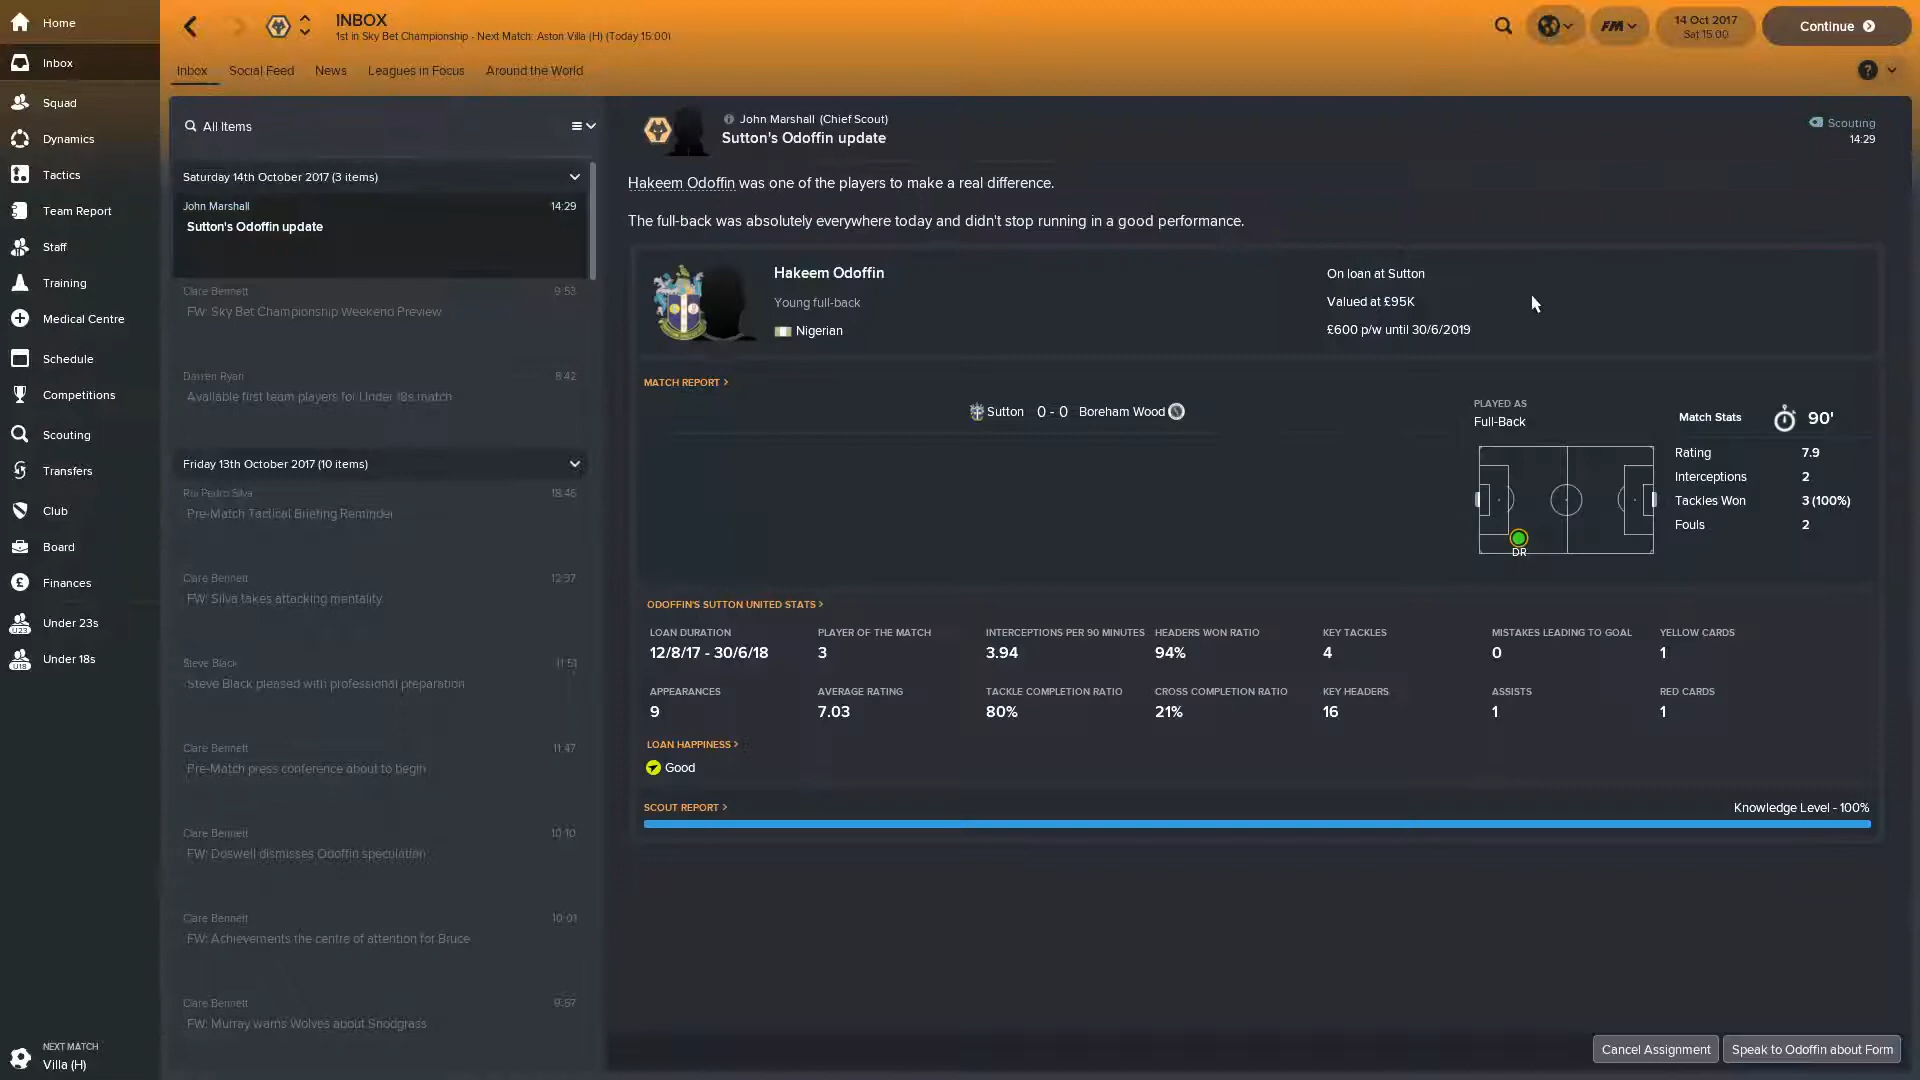 Home
Inbox
Squad
Dynamics
Tactics
Team Report
Staff
Training
Medical Centre
Schedule
Competitions
Scouting
Transfers
Club
Board
Finances
Under 23s
Under 18s
NEXT MATCH
Villa (H)
INBOX
1st in Sky Bet Championship - Next Match: Aston Villa (H) (Today 15:00)
FM
14 Oct 2017
Sat 15:00
Continue
Inbox Social Feed News Leagues in Focus Around the World
All Items
Saturday 14th October 2017 (3 items)
John Marshall 14:29
Sutton's Odoffin update
Clare Bennett 9:53
FW: Sky Bet Championship Weekend Preview
Darren Ryan 8:42
Available first team players for Under 18s match
Friday 13th October 2017 (10 items)
Rui Pedro Silva 18:46
Pre-Match Tactical Briefing Reminder
Clare Bennett 12:37
FW: Silva takes attacking mentality
Steve Black 11:51
Steve Black pleased with professional preparation
Clare Bennett 11:47
Pre-Match press conference about to begin
Clare Bennett 10:10
FW: Doswell dismisses Odoffin speculation
Clare Bennett 10:01
FW: Achievements the centre of attention for Bruce
Clare Bennett 9:57
FW: Murray warns Wolves about Snodgrass
John Marshall (Chief Scout)
Sutton's Odoffin update
Scouting
14:29
Hakeem Odoffin was one of the players to make a real difference.
The full-back was absolutely everywhere today and didn't stop running in a good performance.
Hakeem Odoffin
Young full-back
Nigerian
On loan at Sutton
Valued at £95K
£600 p/w until 30/6/2019
MATCH REPORT >
Sutton 0 - 0 Boreham Wood
PLAYED AS
Full-Back
DR
Match Stats 90'
Rating 7.9
Interceptions 2
Tackles Won 3 (100%)
Fouls 2
ODOFFIN'S SUTTON UNITED STATS >
LOAN DURATION PLAYER OF THE MATCH INTERCEPTIONS PER 90 MINUTES HEADERS WON RATIO KEY TACKLES MISTAKES LEADING TO GOAL YELLOW CARDS
12/8/17 - 30/6/18 3 3.94 94% 4 0 1
APPEARANCES AVERAGE RATING TACKLE COMPLETION RATIO CROSS COMPLETION RATIO KEY HEADERS ASSISTS RED CARDS
9 7.03 80% 21% 16 1 1
LOAN HAPPINESS >
Good
SCOUT REPORT >
Knowledge Level - 100%
Cancel Assignment
Speak to Odoffin about Form